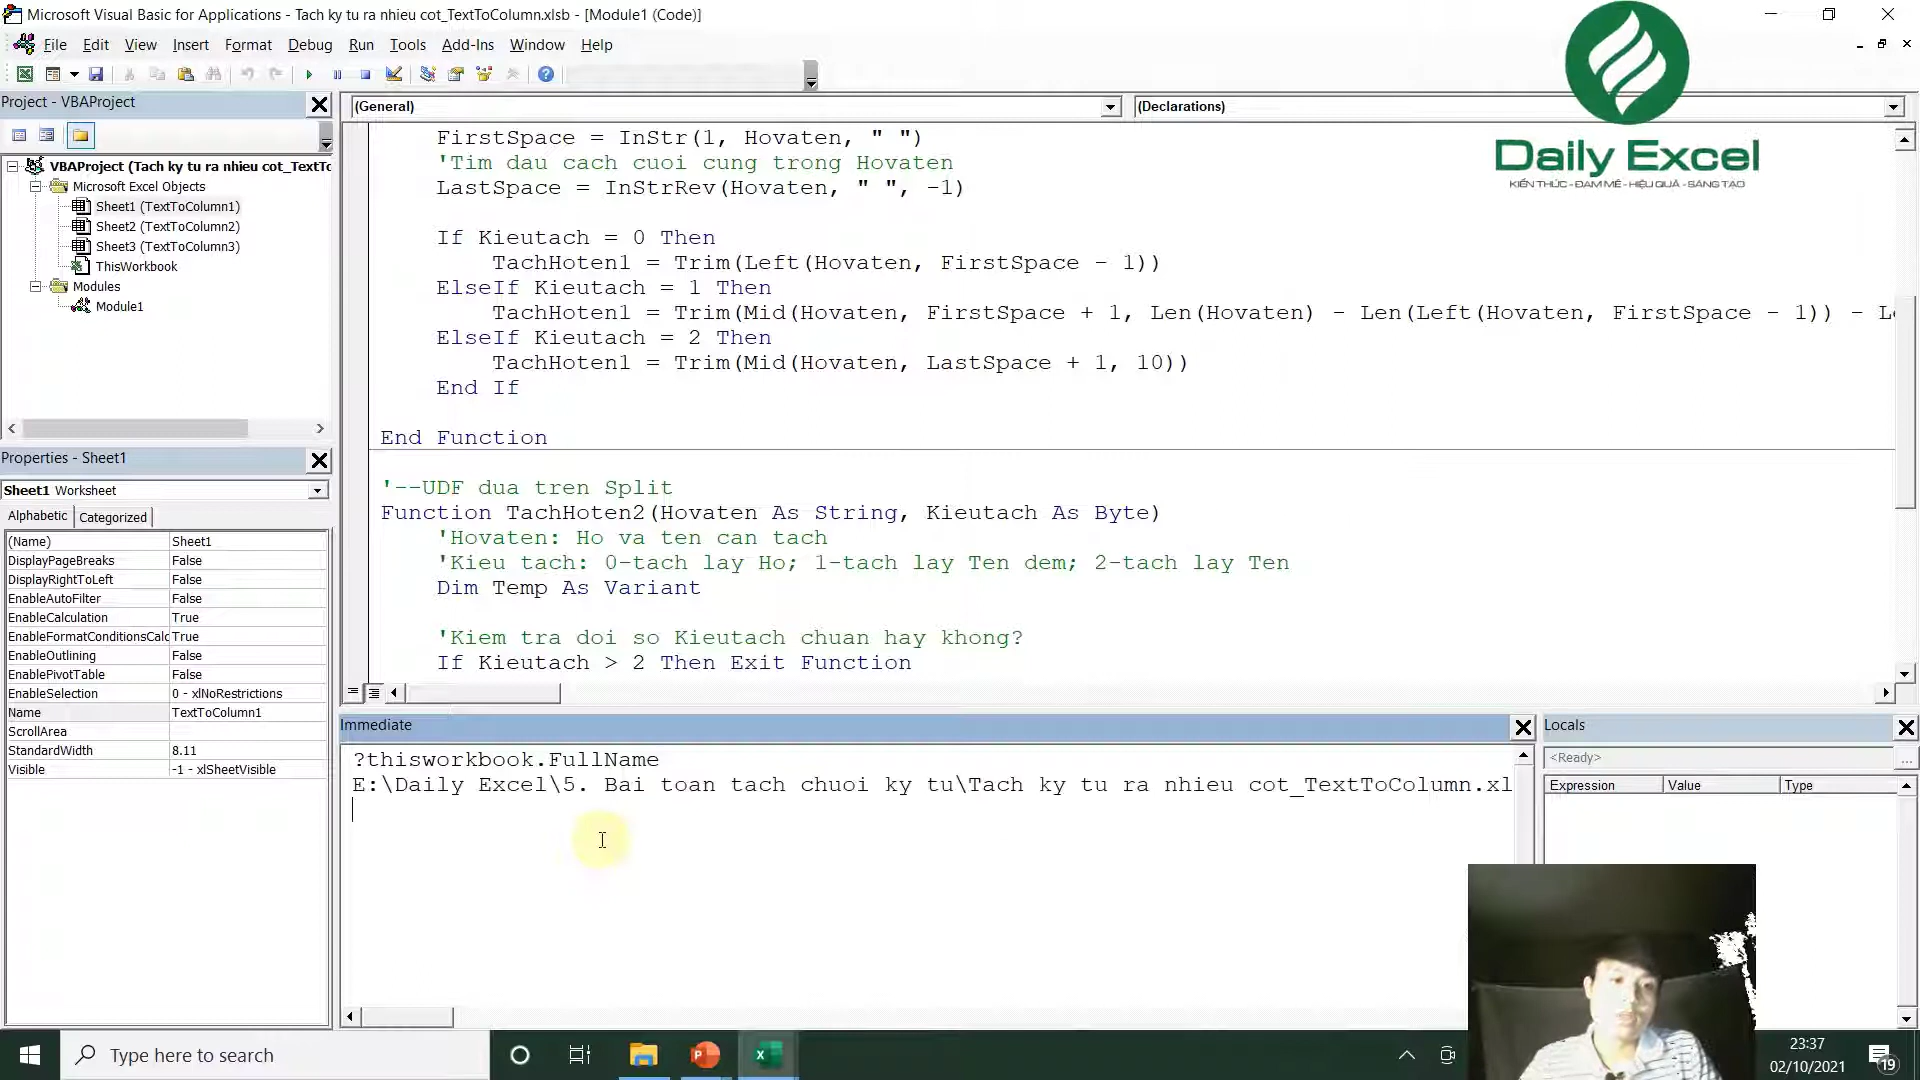 Microsoft Visual Basic for Applications - Tach ky tu ra nhieu cot_TextToColumn.xlsb - [Module1 (Code)]
File Edit View Insert Format Debug Run Tools Add-Ins Window Help
Daily Excel
KIẾN THỨC - ĐAM MÊ - HIỆU QUẢ - SÁNG TẠO
Project - VBAProject
VBAProject (Tach ky tu ra nhieu cot_TextTo
Microsoft Excel Objects
Sheet1 (TextToColumn1)
Sheet2 (TextToColumn2)
Sheet3 (TextToColumn3)
ThisWorkbook
Modules
Module1
Properties - Sheet1
Sheet1 Worksheet
Alphabetic Categorized
(Name) Sheet1
DisplayPageBreaks False
DisplayRightToLeft False
EnableAutoFilter False
EnableCalculation True
EnableFormatConditionsCalc True
EnableOutlining False
EnablePivotTable False
EnableSelection 0 - xlNoRestrictions
Name TextToColumn1
ScrollArea
StandardWidth 8.11
Visible -1 - xlSheetVisible
(General) (Declarations)
FirstSpace = InStr(1, Hovaten, " ")
'Tim dau cach cuoi cung trong Hovaten
LastSpace = InStrRev(Hovaten, " ", -1)
If Kieutach = 0 Then
TachHoten1 = Trim(Left(Hovaten, FirstSpace - 1))
ElseIf Kieutach = 1 Then
TachHoten1 = Trim(Mid(Hovaten, FirstSpace + 1, Len(Hovaten) - Len(Left(Hovaten, FirstSpace - 1)) - L
ElseIf Kieutach = 2 Then
TachHoten1 = Trim(Mid(Hovaten, LastSpace + 1, 10))
End If
End Function
'--UDF dua tren Split
Function TachHoten2(Hovaten As String, Kieutach As Byte)
'Hovaten: Ho va ten can tach
'Kieu tach: 0-tach lay Ho; 1-tach lay Ten dem; 2-tach lay Ten
Dim Temp As Variant
'Kiem tra doi so Kieutach chuan hay khong?
If Kieutach > 2 Then Exit Function
Immediate
?thisworkbook.FullName
E:\Daily Excel\5. Bai toan tach chuoi ky tu\Tach ky tu ra nhieu cot_TextToColumn.xl
Locals
<Ready>
Expression Value Type
Type here to search
23:37
02/10/2021
19